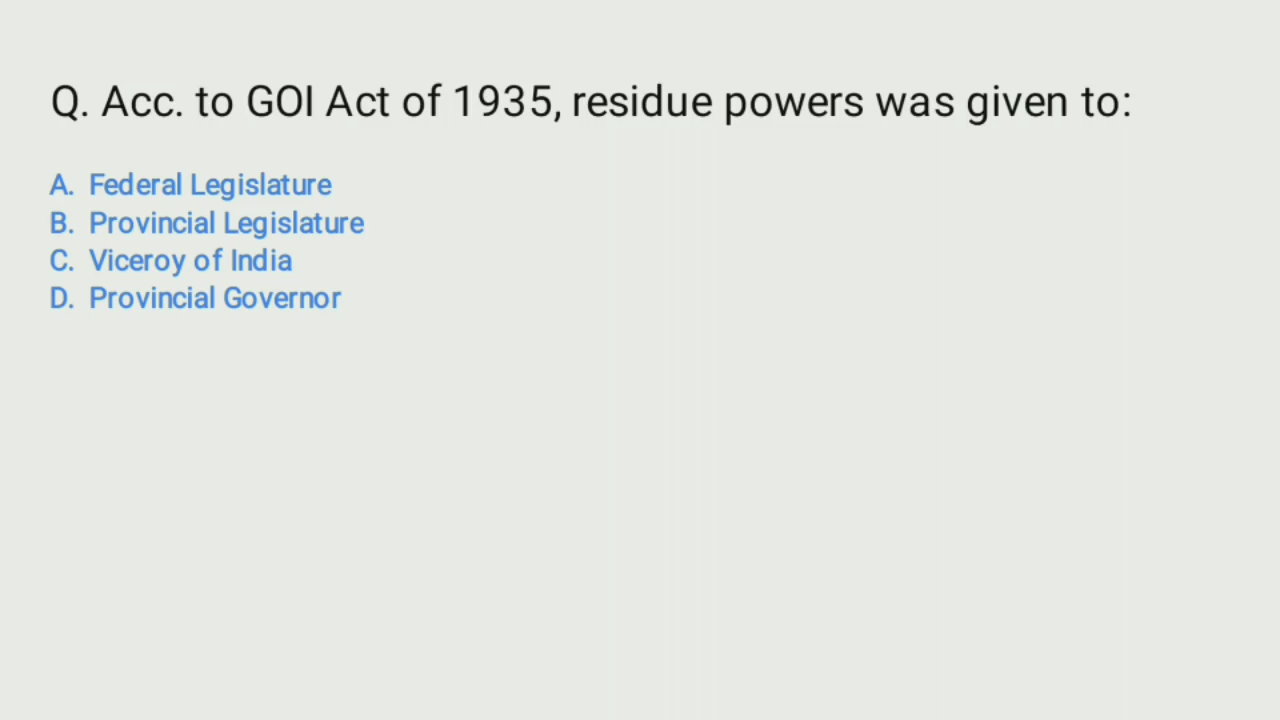 Q. Acc. to GOI Act of 1935, residue powers was given to:
A. Federal Legislature
B. Provincial Legislature
C. Viceroy of India
D. Provincial Governor